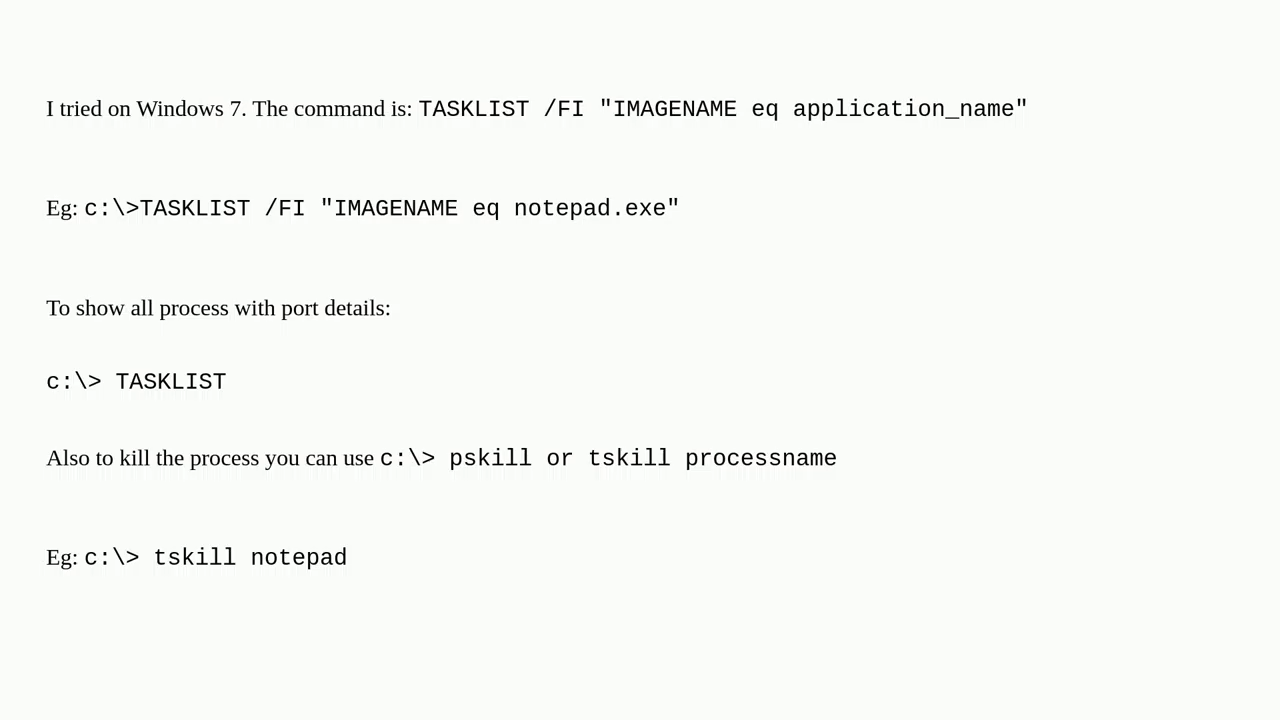 I tried on Windows 7. The command is: TASKLIST /FI "IMAGENAME eq application_name"
Eg: c:\>TASKLIST /FI "IMAGENAME eq notepad.exe"
To show all process with port details:
c:\> TASKLIST
Also to kill the process you can use c:\> pskill or tskill processname
Eg: c:\> tskill notepad